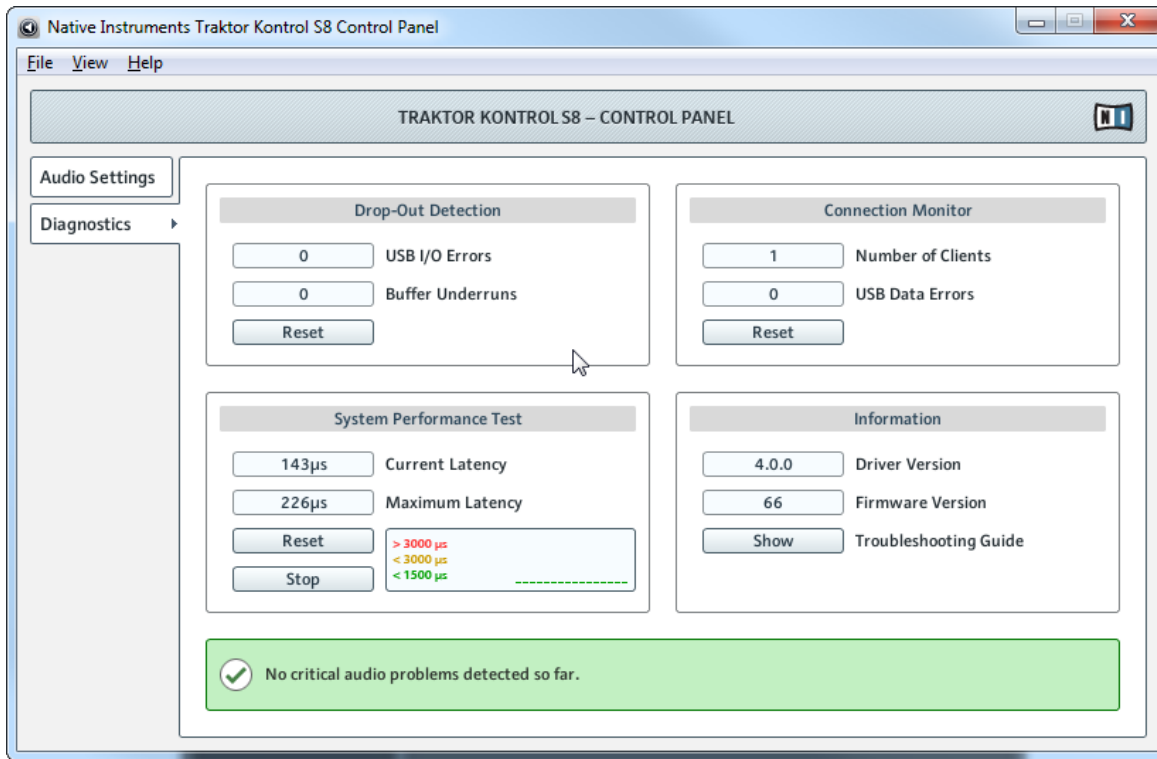 Native Instruments Traktor Kontrol S8 Control Panel
File View Help
TRAKTOR KONTROL S8 – CONTROL PANEL
NI
Audio Settings
Diagnostics
Drop-Out Detection
0 USB I/O Errors
0 Buffer Underruns
Reset
Connection Monitor
1 Number of Clients
0 USB Data Errors
Reset
System Performance Test
143µs Current Latency
226µs Maximum Latency
Reset
Stop
> 3000 µs
< 3000 µs
< 1500 µs
Information
4.0.0 Driver Version
66 Firmware Version
Show Troubleshooting Guide
No critical audio problems detected so far.